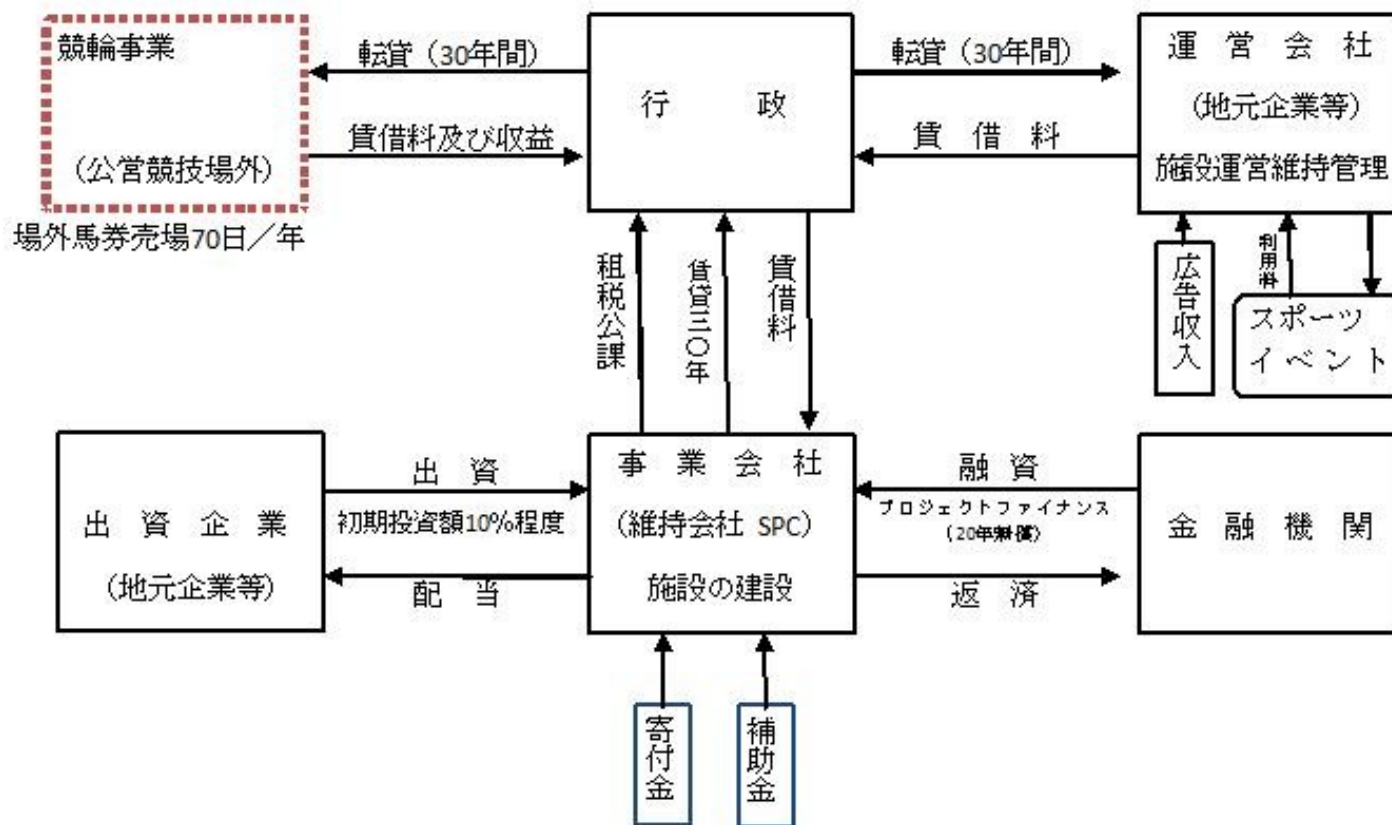 競輪事業
(公営競技場外)
場外馬券売場70日／年
転貸（30年間）
賃借料及び収益
行 政
転貸（30年間）
賃 借 料
運 営 会 社
(地元企業等)
施設運営維持管理
広告収入
利用料
スポーツ
イベント
租税公課
賃貸三〇年
賃借料
出 資 企 業
(地元企業等)
出 資
初期投資額10%程度
配 当
事 業 会 社
(維持会社 SPC)
施設の建設
融資
プロジェクトファイナンス
返 済
金 融 機 関
寄付金
補助金